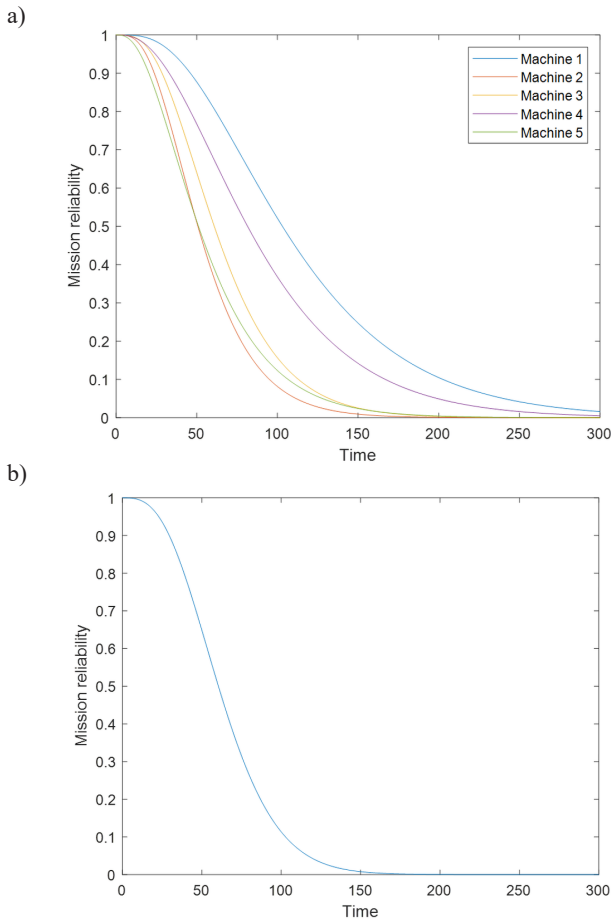 a)
1
0.9
0.8
0.7
0.6
0.5
0.4
0.3
0.2
0.1
0
Mission reliability
Machine 1
Machine 2
Machine 3
Machine 4
Machine 5
0 50 100 150 200 250 300
Time
b)
1
0.9
0.8
0.7
0.6
0.5
0.4
0.3
0.2
0.1
0
Mission reliability
0 50 100 150 200 250 300
Time